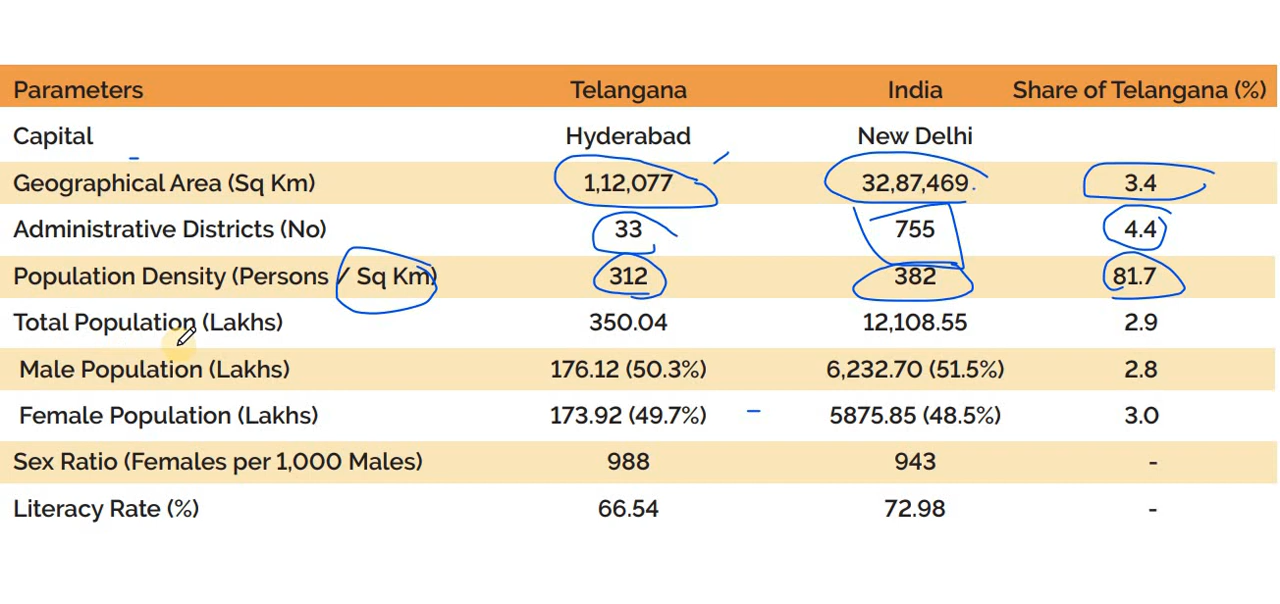 Parameters Telangana India Share of Telangana (%)
Capital Hyderabad New Delhi
Geographical Area (Sq Km) 1,12,077 32,87,469 3.4
Administrative Districts (No) 33 755 4.4
Population Density (Persons / Sq Km) 312 382 81.7
Total Population (Lakhs) 350.04 12,108.55 2.9
Male Population (Lakhs) 176.12 (50.3%) 6,232.70 (51.5%) 2.8
Female Population (Lakhs) 173.92 (49.7%) 5875.85 (48.5%) 3.0
Sex Ratio (Females per 1,000 Males) 988 943 -
Literacy Rate (%) 66.54 72.98 -